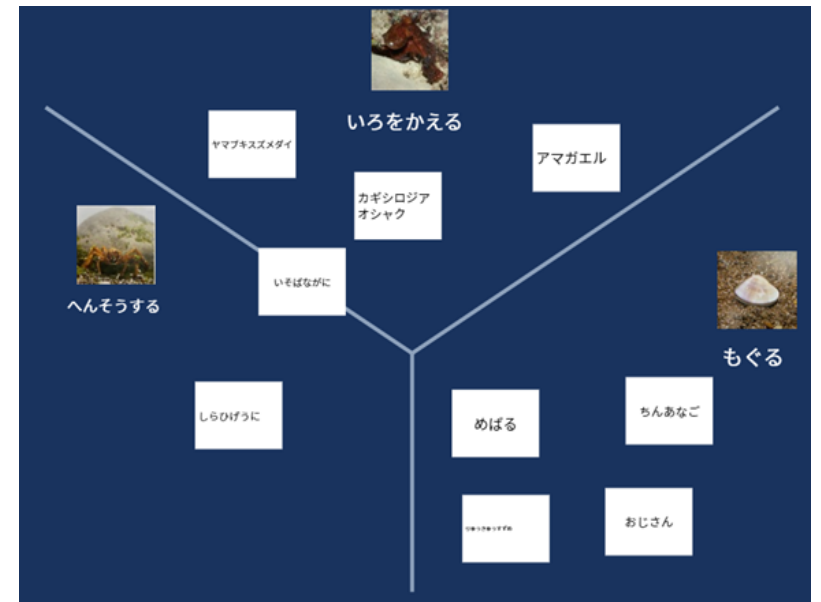 いろをかえる
ヤマブキスズメダイ
アマガエル
カギシロジア
オシャク
いそばながに
へんそうする
もぐる
しらひげうに
めばる
ちんあなご
おじさん